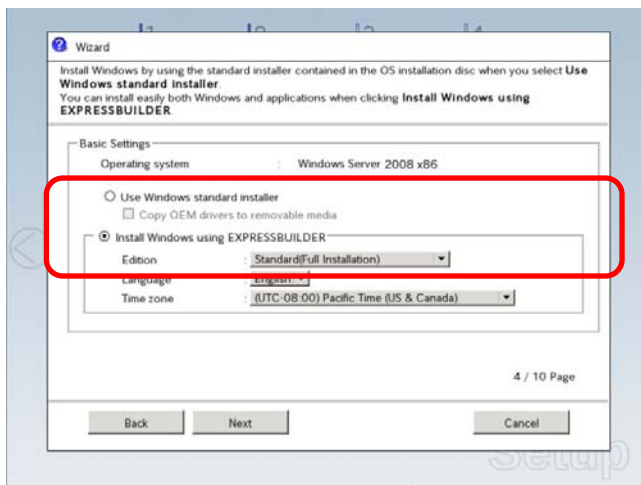 Wizard
Install Windows by using the standard installer contained in the OS installation disc when you select Use
Windows standard installer.
You can install easily both Windows and applications when clicking Install Windows using
EXPRESSBUILDER.
Basic Settings
Operating system : Windows Server 2008 x86
Use Windows standard installer
Copy OEM drivers to removable media
Install Windows using EXPRESSBUILDER
Edition : Standard(Full Installation)
Language : English
Time zone : (UTC-08:00) Pacific Time (US & Canada)
4 / 10 Page
Back Next Cancel
Setup